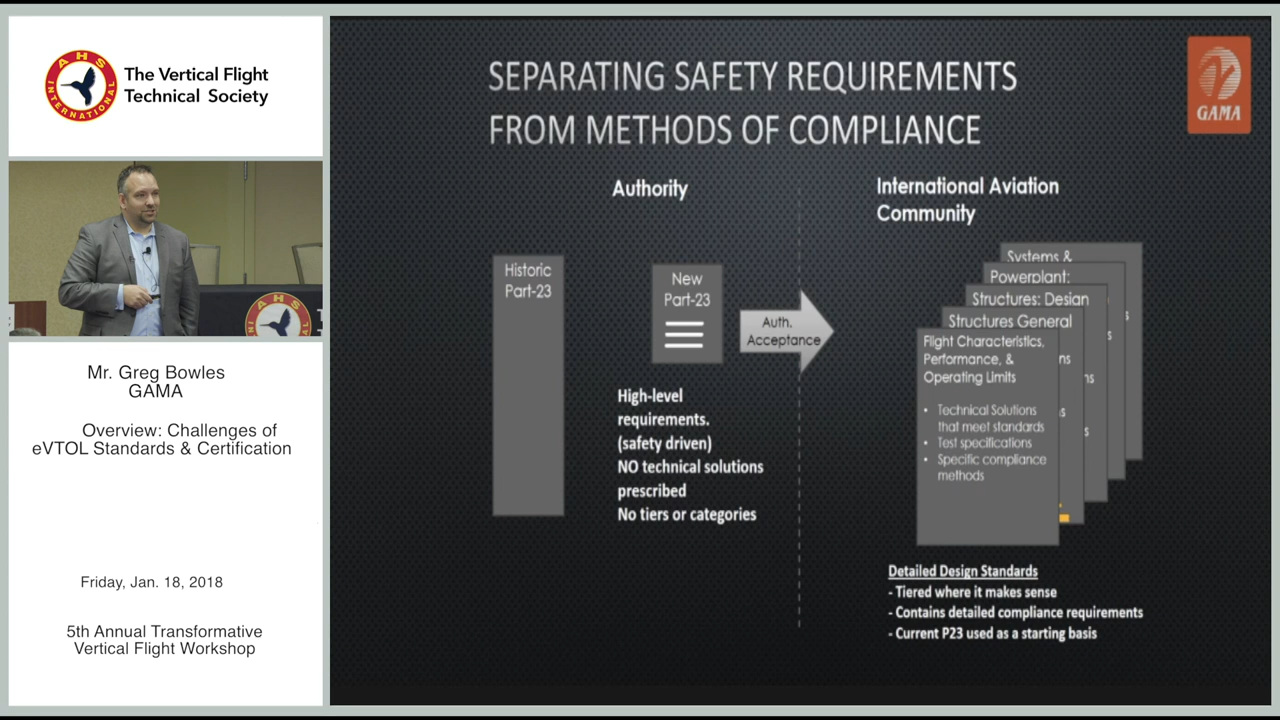 AHS
INTERNATIONAL
The Vertical Flight
Technical Society
AHS
Mr. Greg Bowles
GAMA
Overview: Challenges of
eVTOL Standards & Certification
Friday, Jan. 18, 2018
5th Annual Transformative
Vertical Flight Workshop
SEPARATING SAFETY REQUIREMENTS
FROM METHODS OF COMPLIANCE
GAMA
Authority
International Aviation
Community
Historic
Part-23
New
Part-23
Auth.
Acceptance
High-level
requirements.
(safety driven)
NO technical solutions
prescribed
No tiers or categories
Systems &
Powerplant:
Structures: Design
Structures General
Flight Characteristics,
Performance, &
Operating Limits
• Technical Solutions
that meet standards
• Test specifications
• Specific compliance
methods
Detailed Design Standards
- Tiered where it makes sense
- Contains detailed compliance requirements
- Current P23 used as a starting basis